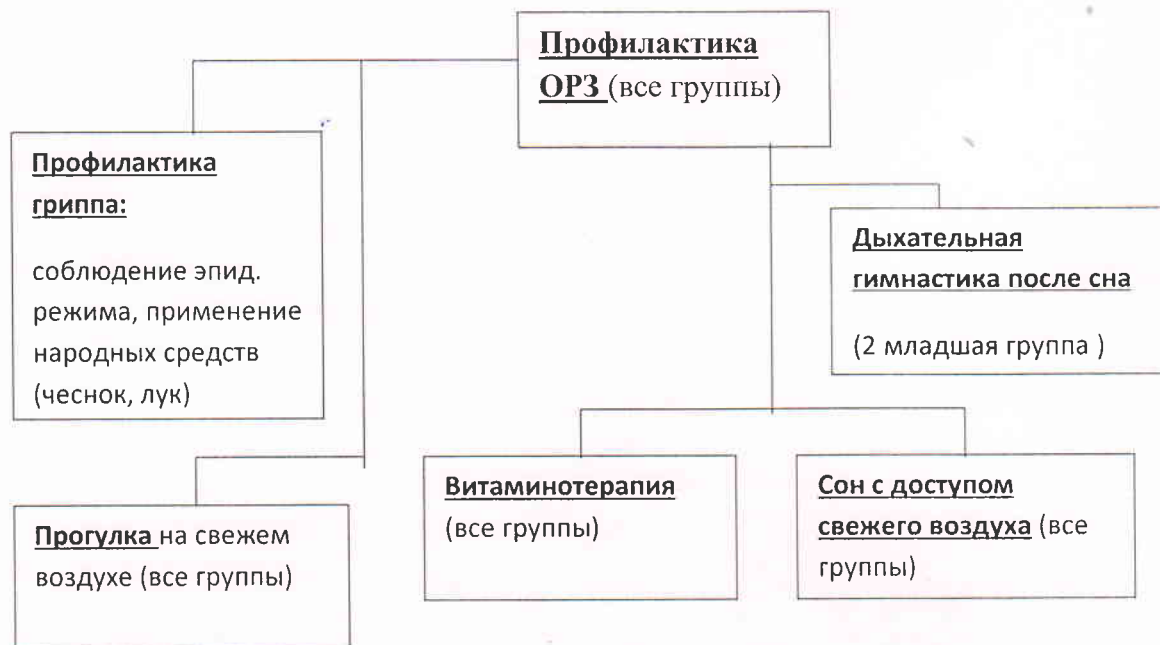 Профилактика
ОРЗ (все группы)
Профилактика
гриппа:
соблюдение эпид.
режима, применение
народных средств
(чеснок, лук)
Дыхательная
гимнастика после сна
(2 младшая группа )
Прогулка на свежем
воздухе (все группы)
Витаминотерапия
(все группы)
Сон с доступом
свежего воздуха (все
группы)